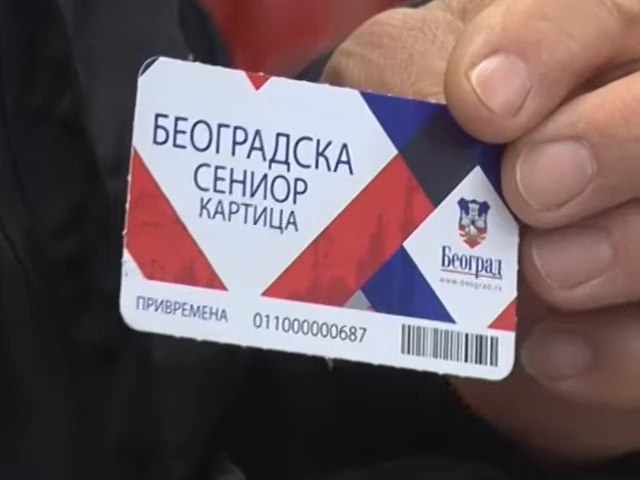 БЕОГРАДСКА
СЕНИОР
КАРТИЦА
Београд
www.beograd.rs
ПРИВРЕМЕНА 011000000687